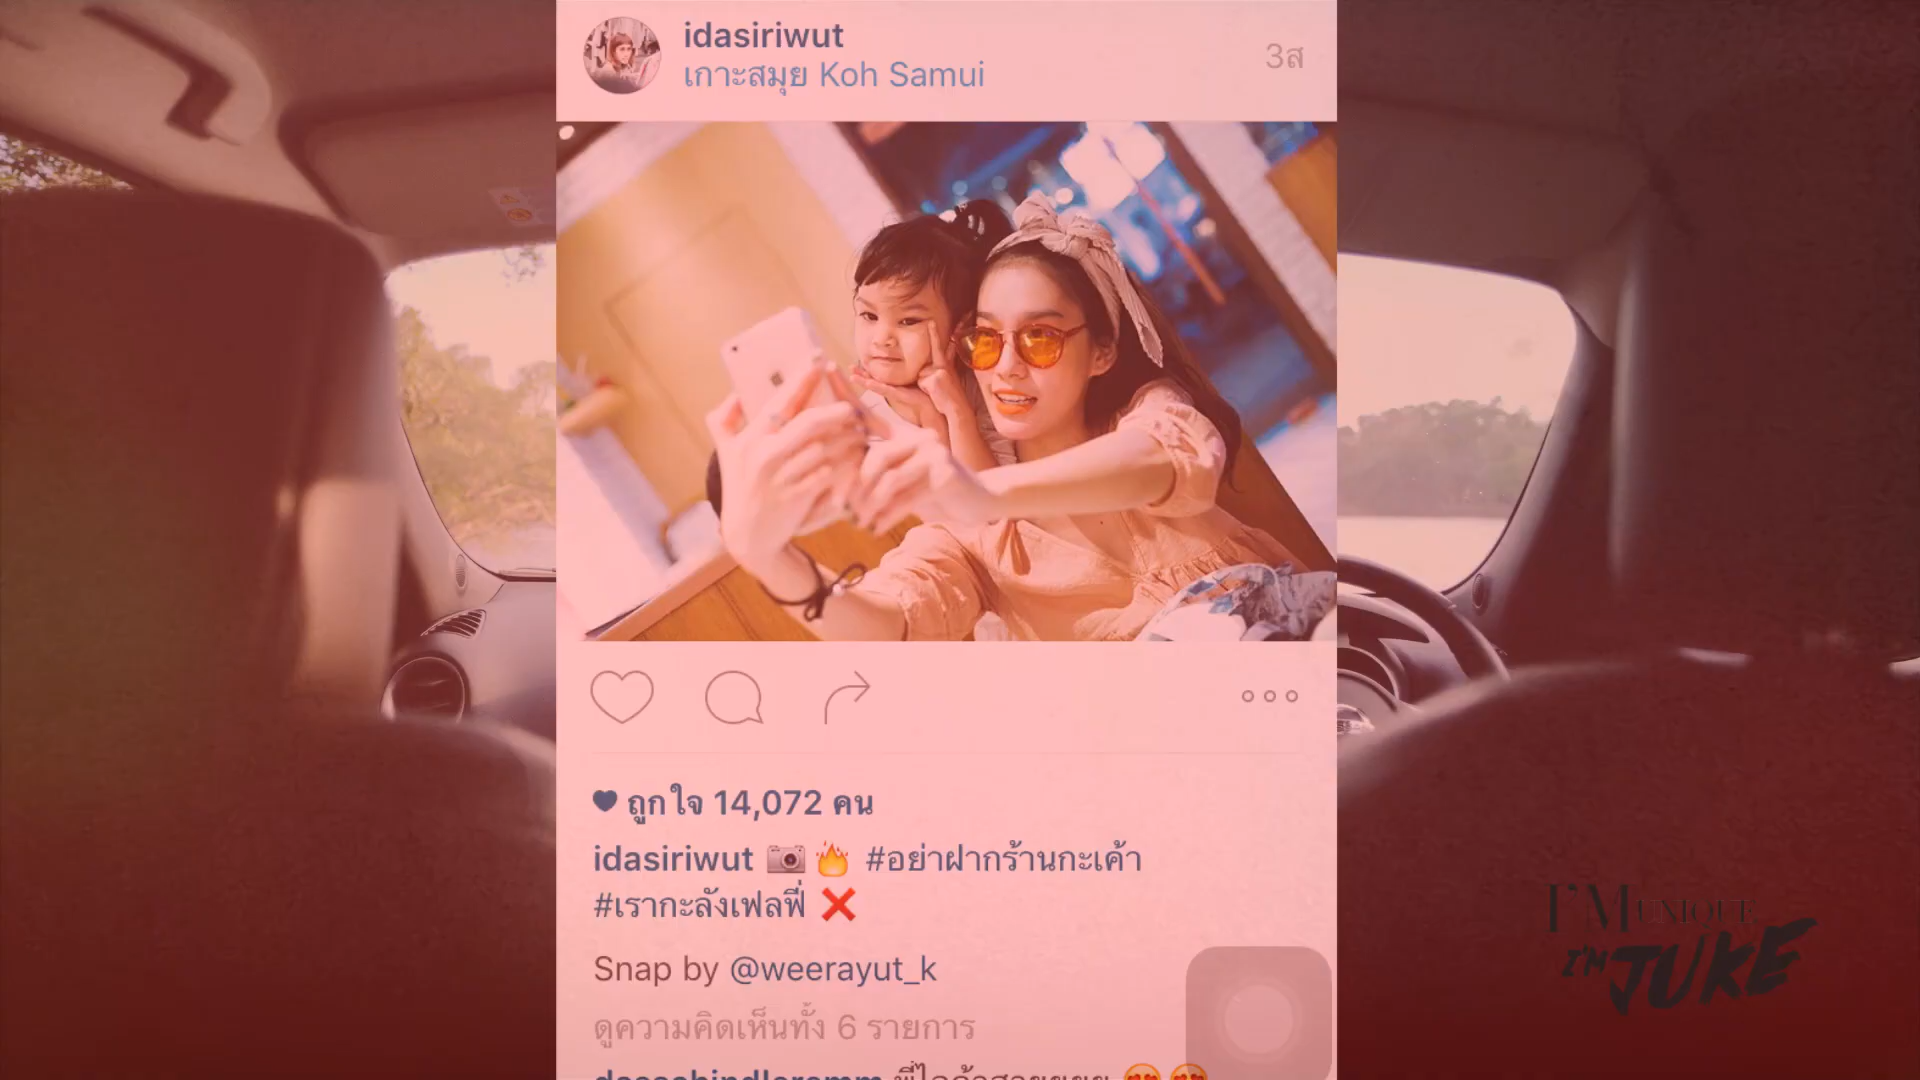 idasiriwut
เกาะสมุย Koh Samui
3ส
ถูกใจ 14,072 คน
idasiriwut 📷🔥 #อย่าฝากร้านกะเค้า
#เรากะลังเฟลฟี่ ❌
Snap by @weerayut_k
ดูความคิดเห็นทั้ง 6 รายการ
I'M UNIQUE
I'M JUKE